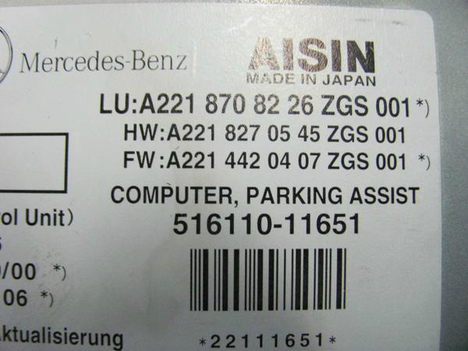 Mercedes-Benz
AISIN
MADE IN JAPAN
LU:A221 870 82 26 ZGS 001 *)
HW:A221 827 05 45 ZGS 001
FW:A221 442 04 07 ZGS 001 *)
COMPUTER, PARKING ASSIST
516110-11651
ol Unit)
/00 *)
06 *)
ktualisierung
*22111651*